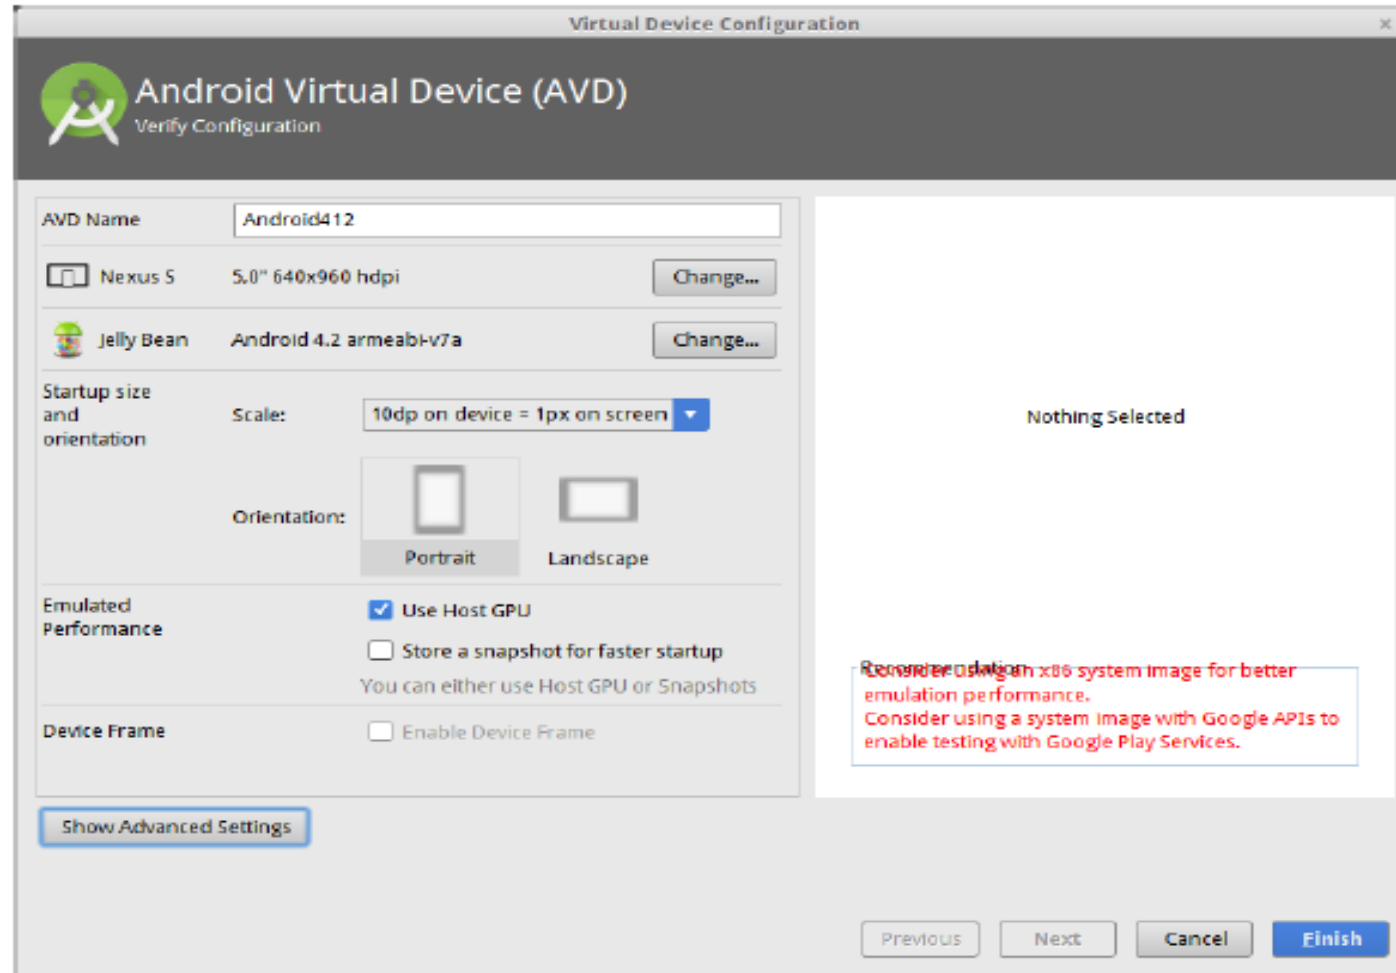 Virtual Device Configuration
Android Virtual Device (AVD)
Verify Configuration
AVD Name
Android412
Nexus S
5,0" 640x960 hdpi
Change...
Jelly Bean
Android 4.2 armeabi-v7a
Change...
Startup size
and
orientation
Scale:
10dp on device = 1px on screen
Orientation:
Portrait
Landscape
Emulated
Performance
Use Host GPU
Store a snapshot for faster startup
You can either use Host GPU or Snapshots
Device Frame
Enable Device Frame
Nothing Selected
Recommendation
Consider using an x86 system image for better
emulation performance.
Consider using a system image with Google APIs to
enable testing with Google Play Services.
Show Advanced Settings
Previous
Next
Cancel
Finish